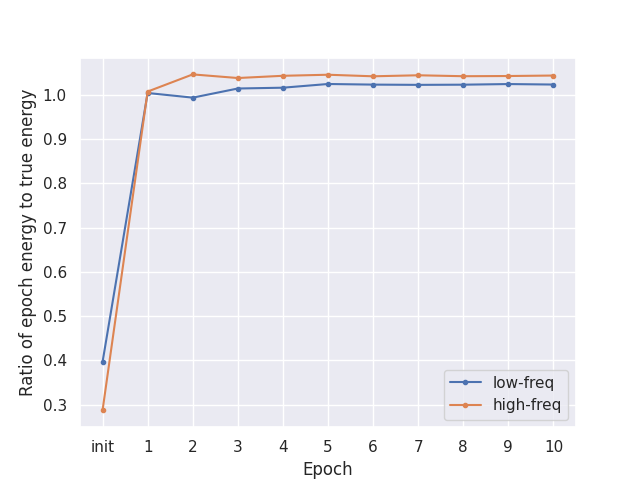 Ratio of epoch energy to true energy
1.0
0.9
0.8
0.7
0.6
0.5
0.4
0.3
low-freq
high-freq
init 1 2 3 4 5 6 7 8 9 10
Epoch